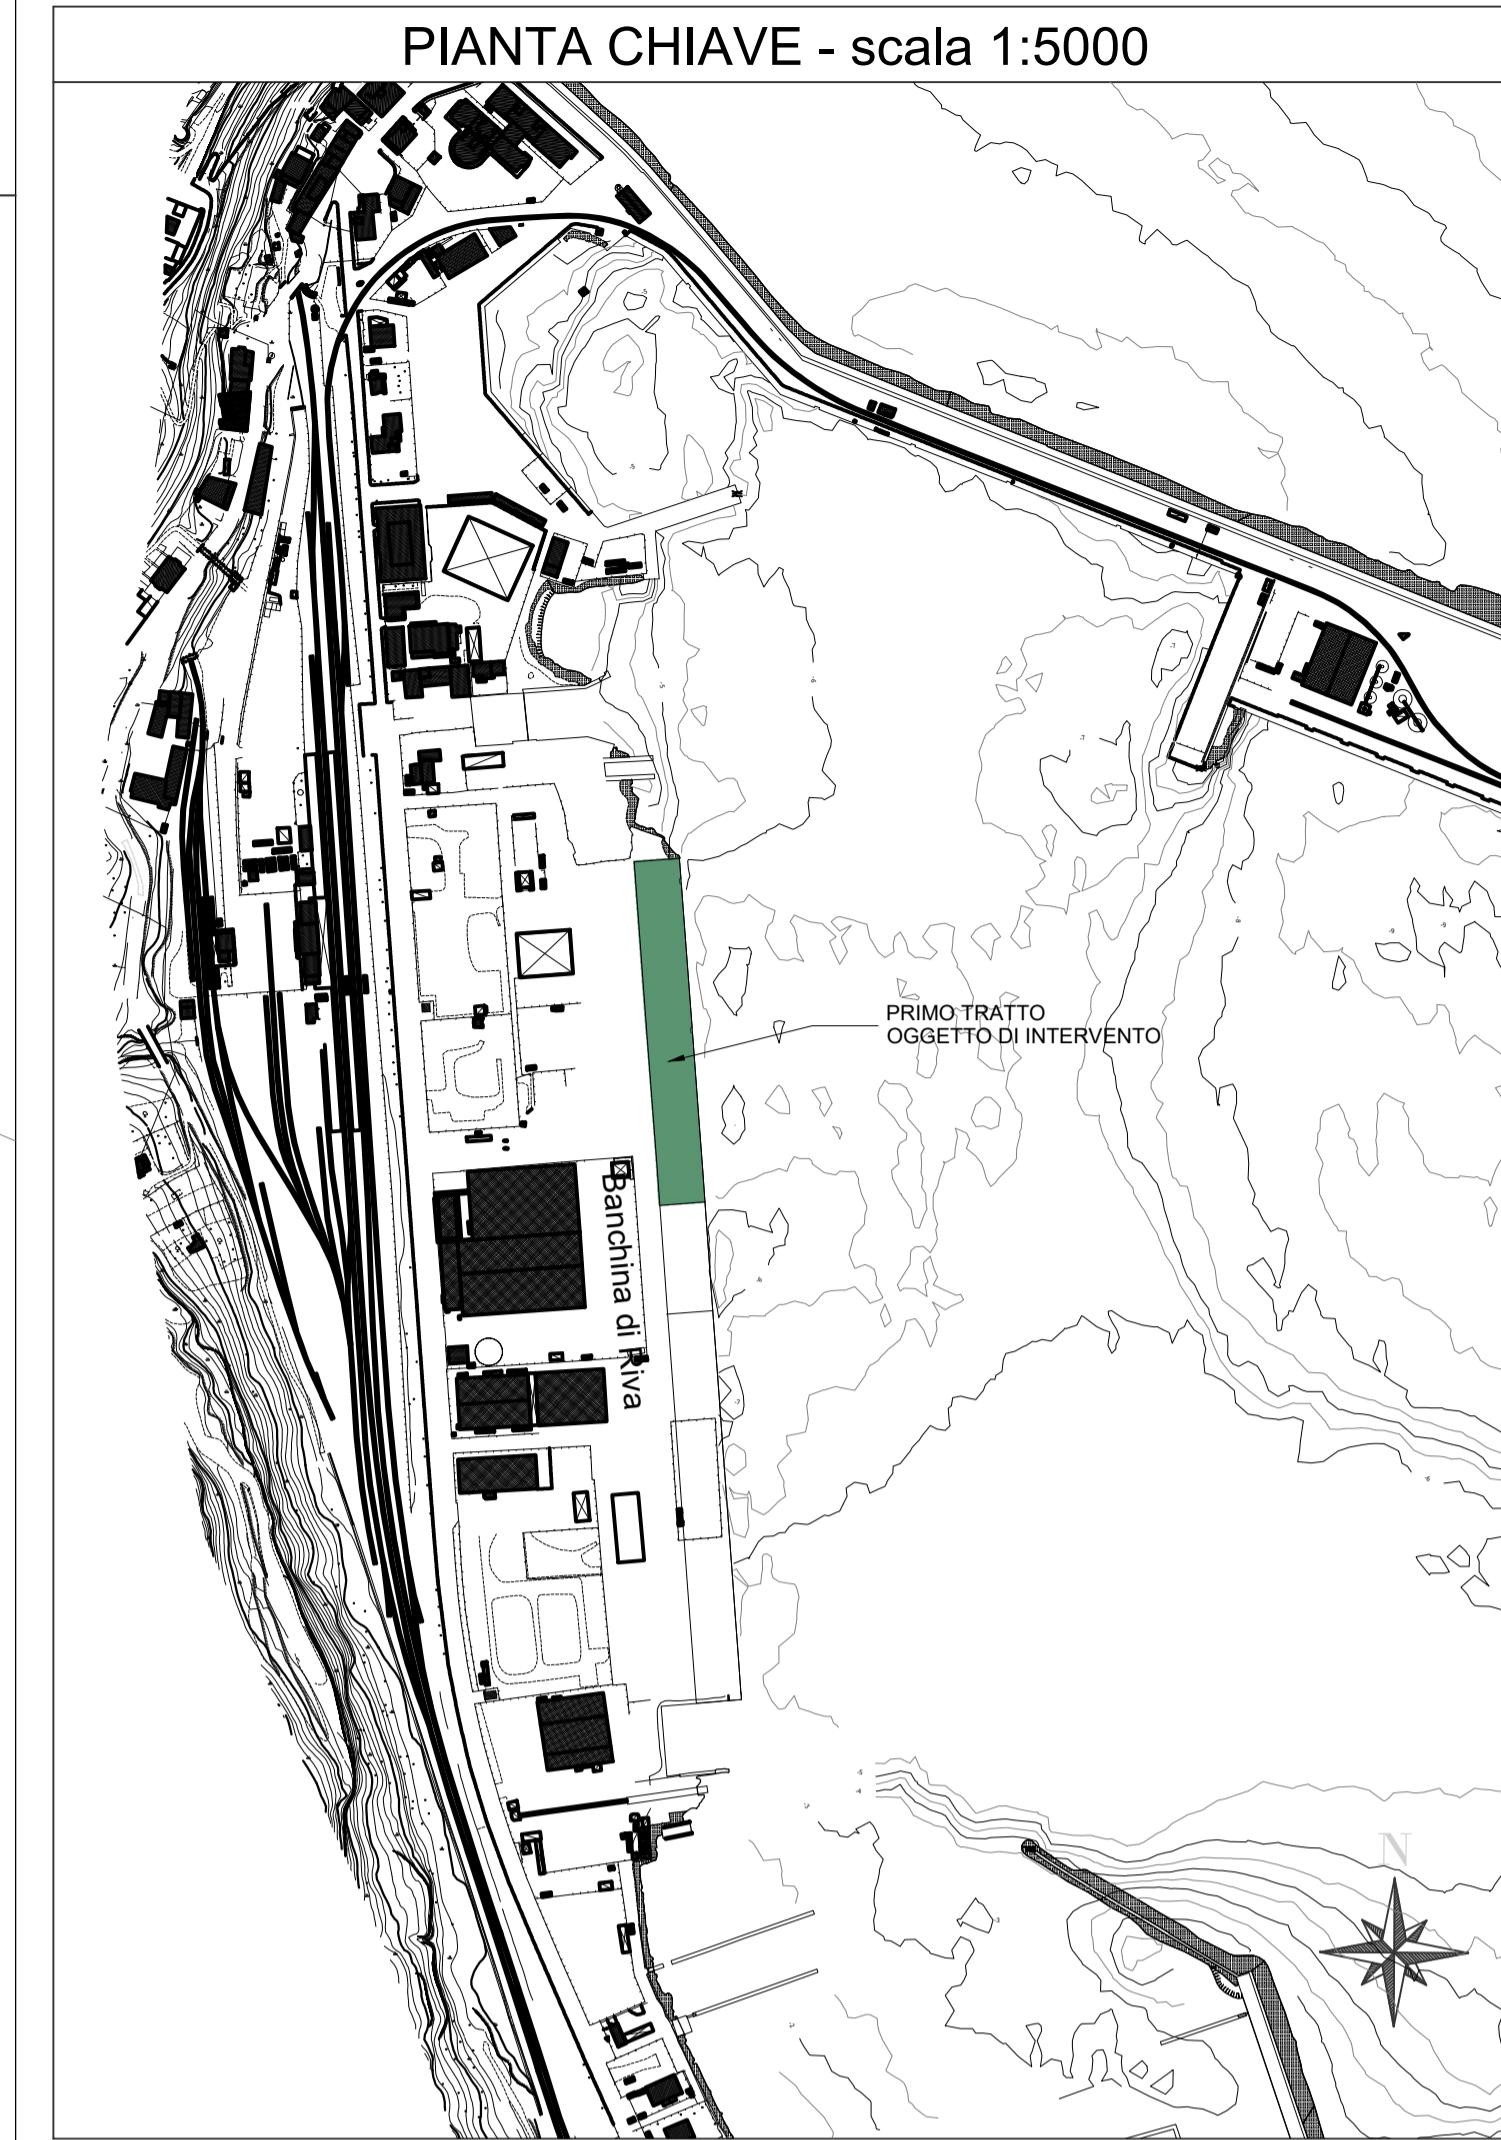 PIANTA CHIAVE - scala 1:5000
PRIMO TRATTO
OGGETTO DI INTERVENTO
Banchina di Riva
N